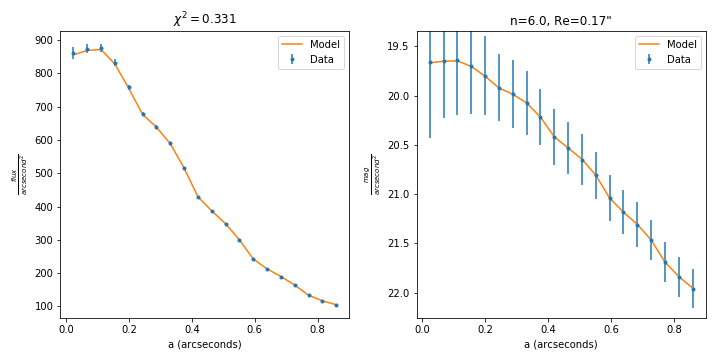 χ² = 0.331
900
800
700
600
500
400
300
200
100
0.0 0.2 0.4 0.6 0.8
a (arcseconds)
flux
arcsecond²
Model
Data
n=6.0, Re=0.17"
19.5
20.0
20.5
21.0
21.5
22.0
0.0 0.2 0.4 0.6 0.8
a (arcseconds)
mag
arcsecond²
Model
Data